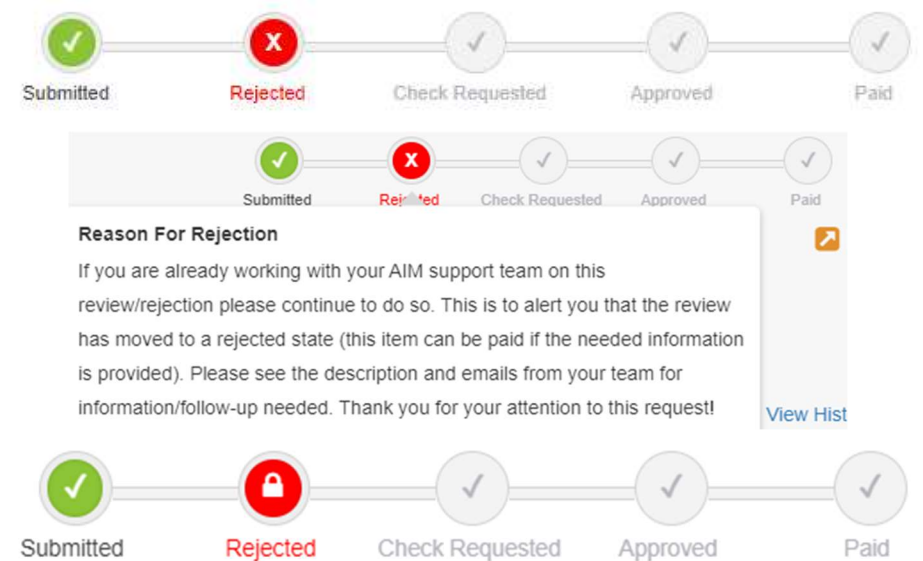 Submitted Rejected Check Requested Approved Paid
Submitted Rejected Check Requested Approved Paid
Reason For Rejection
If you are already working with your AIM support team on this
review/rejection please continue to do so. This is to alert you that the review
has moved to a rejected state (this item can be paid if the needed information
is provided). Please see the description and emails from your team for
information/follow-up needed. Thank you for your attention to this request!
View Hist
Submitted Rejected Check Requested Approved Paid